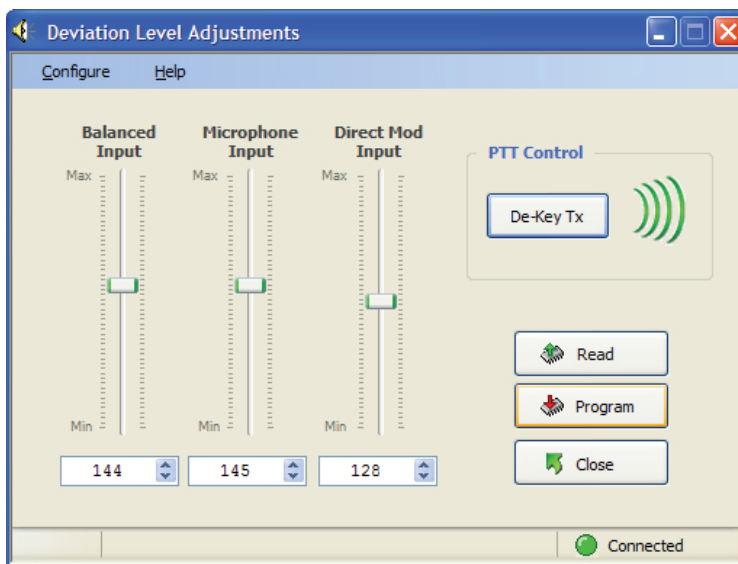 Deviation Level Adjustments
Configure Help
Balanced Input
Microphone Input
Direct Mod Input
Max Max Max
Min Min Min
144 145 128
PTT Control
De-Key Tx
Read
Program
Close
Connected